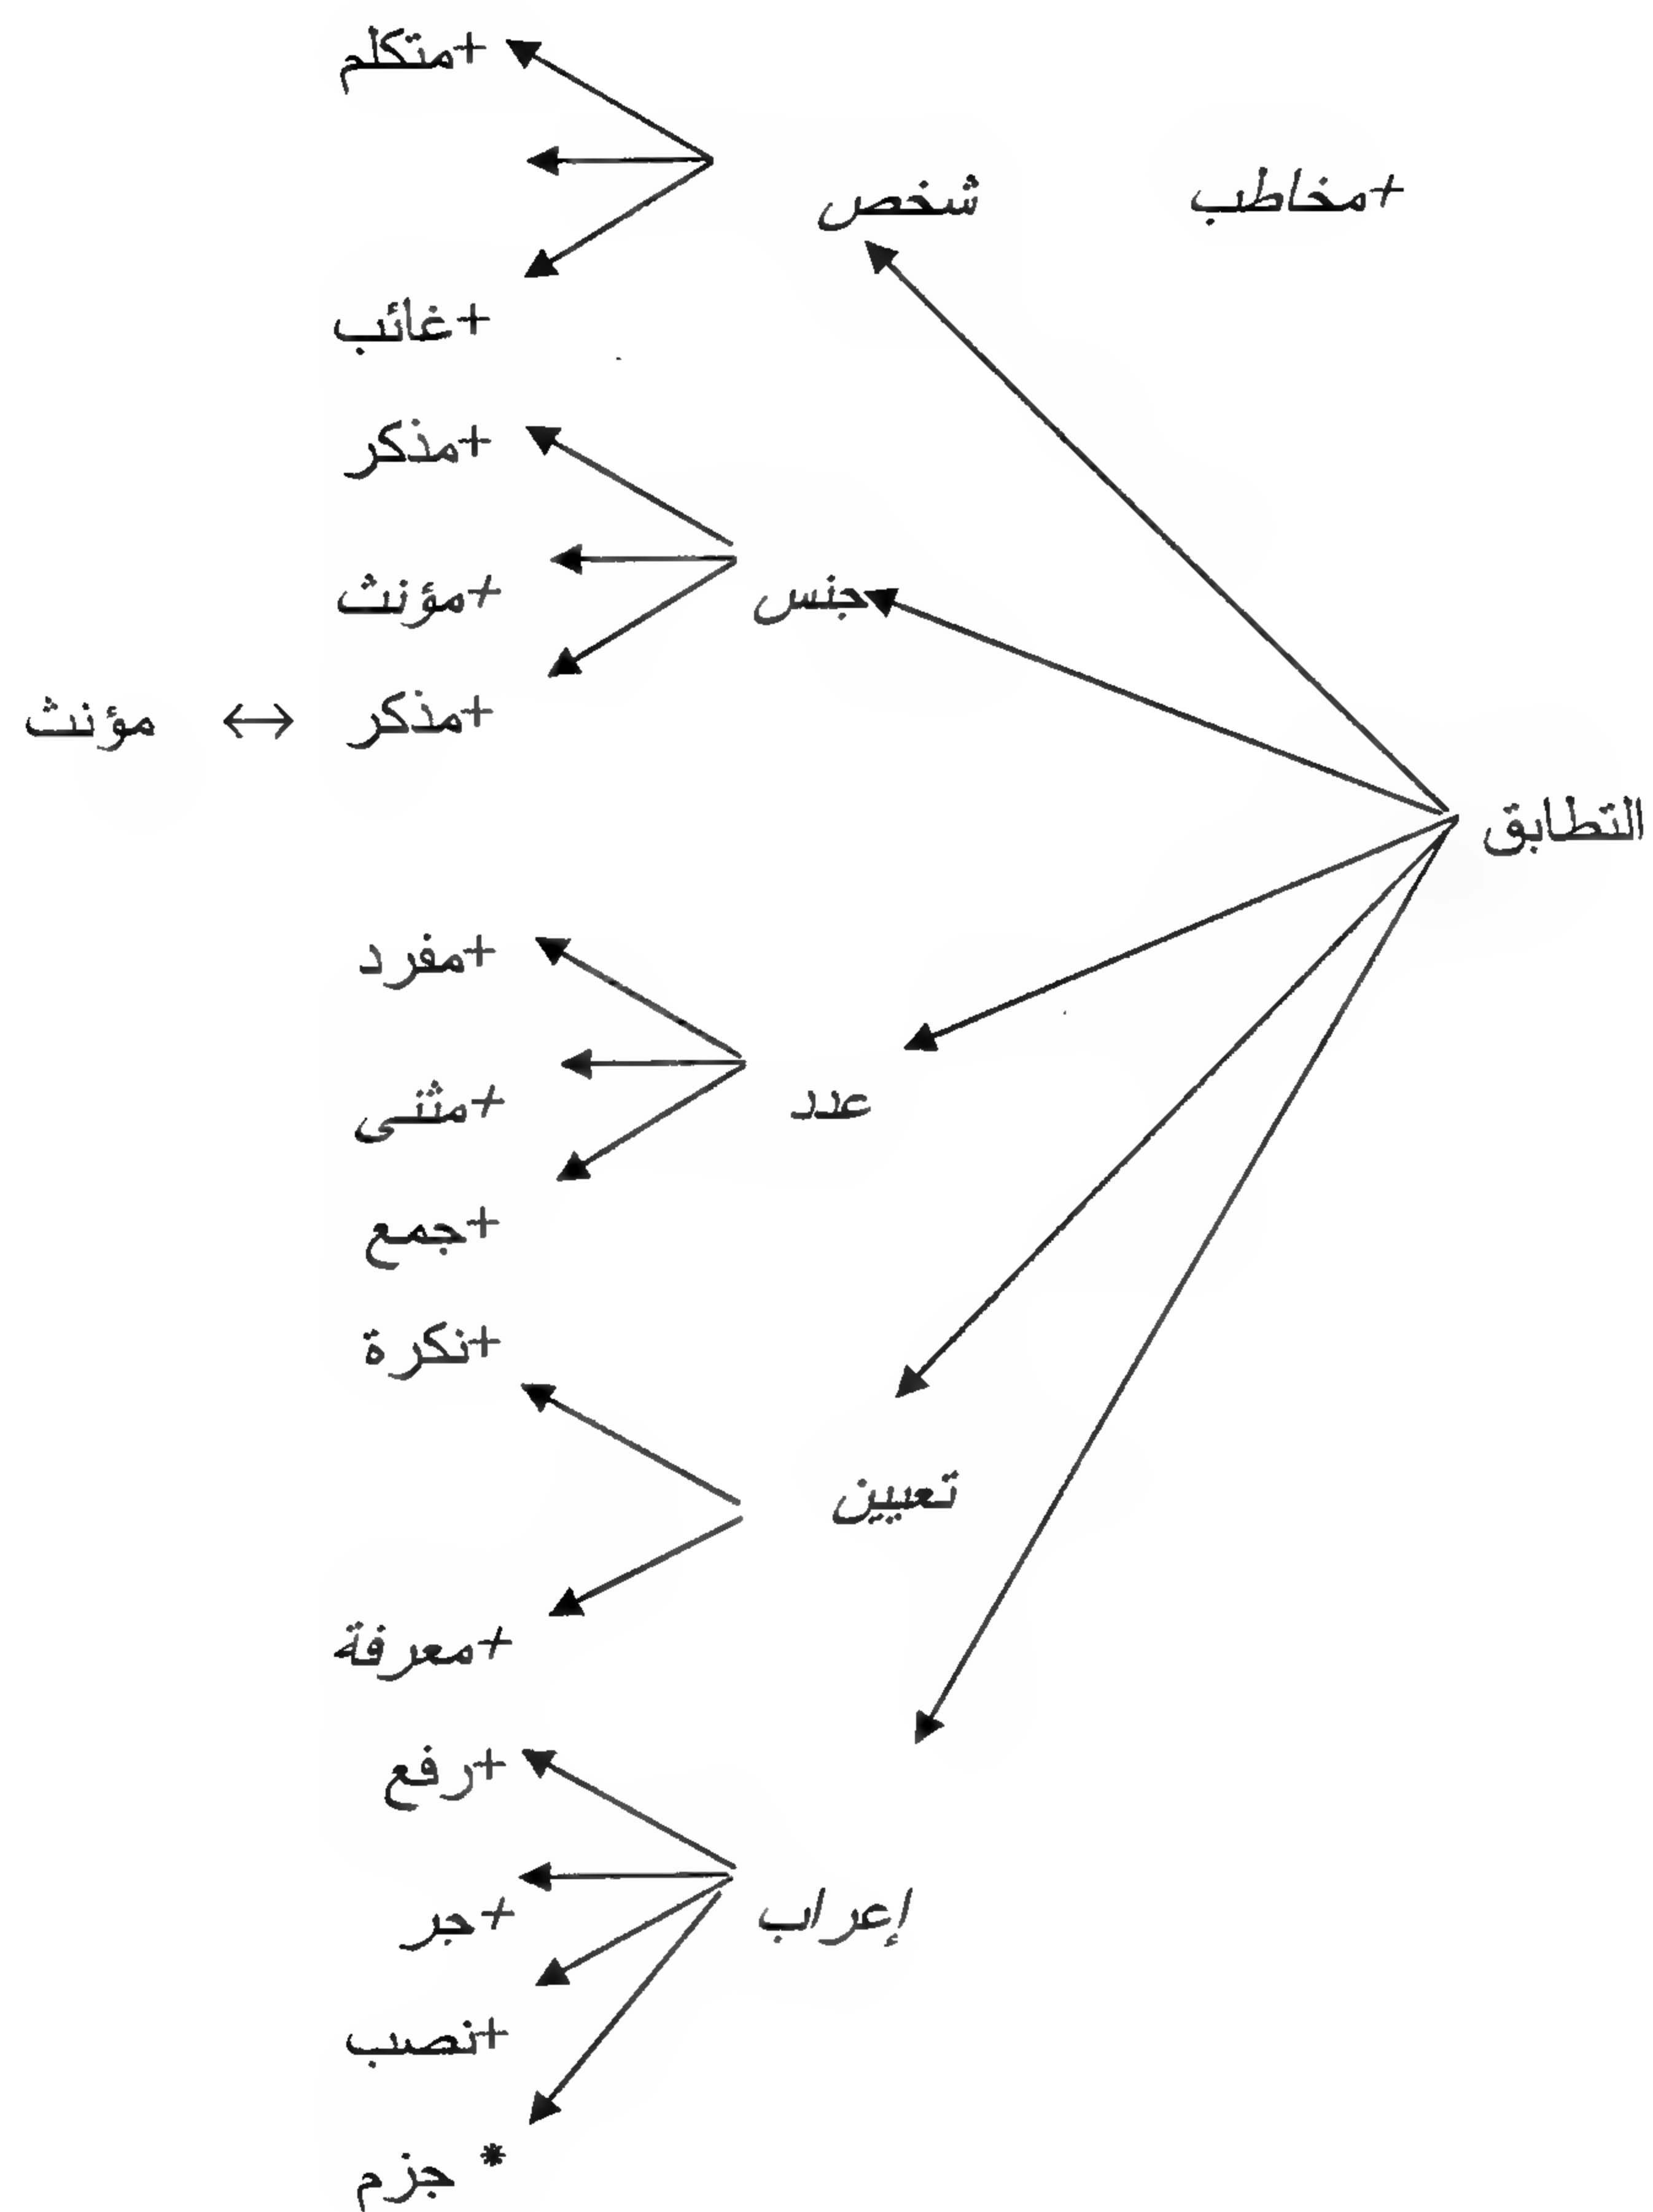 +متكلم
+مخاطب شخص
+غائب
+مذكر
جنس +مؤنث
+مذكر ↔ مؤنث
التطابق
+مفرد
عدد +مثنى
+جمع
+نكرة
تعيين
+معرفة
+رفع
إعراب +جر
+نصب
* جزم